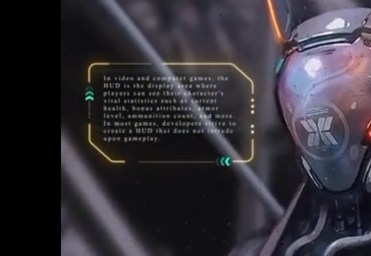 In video and computer games, the
HUD is the display area where
players can see their character's
vital statistics such as current
health, bonus attributes, armor
level, ammunition count, and more.
In most games, developers strive to
create a HUD that does not intrude
upon gameplay.